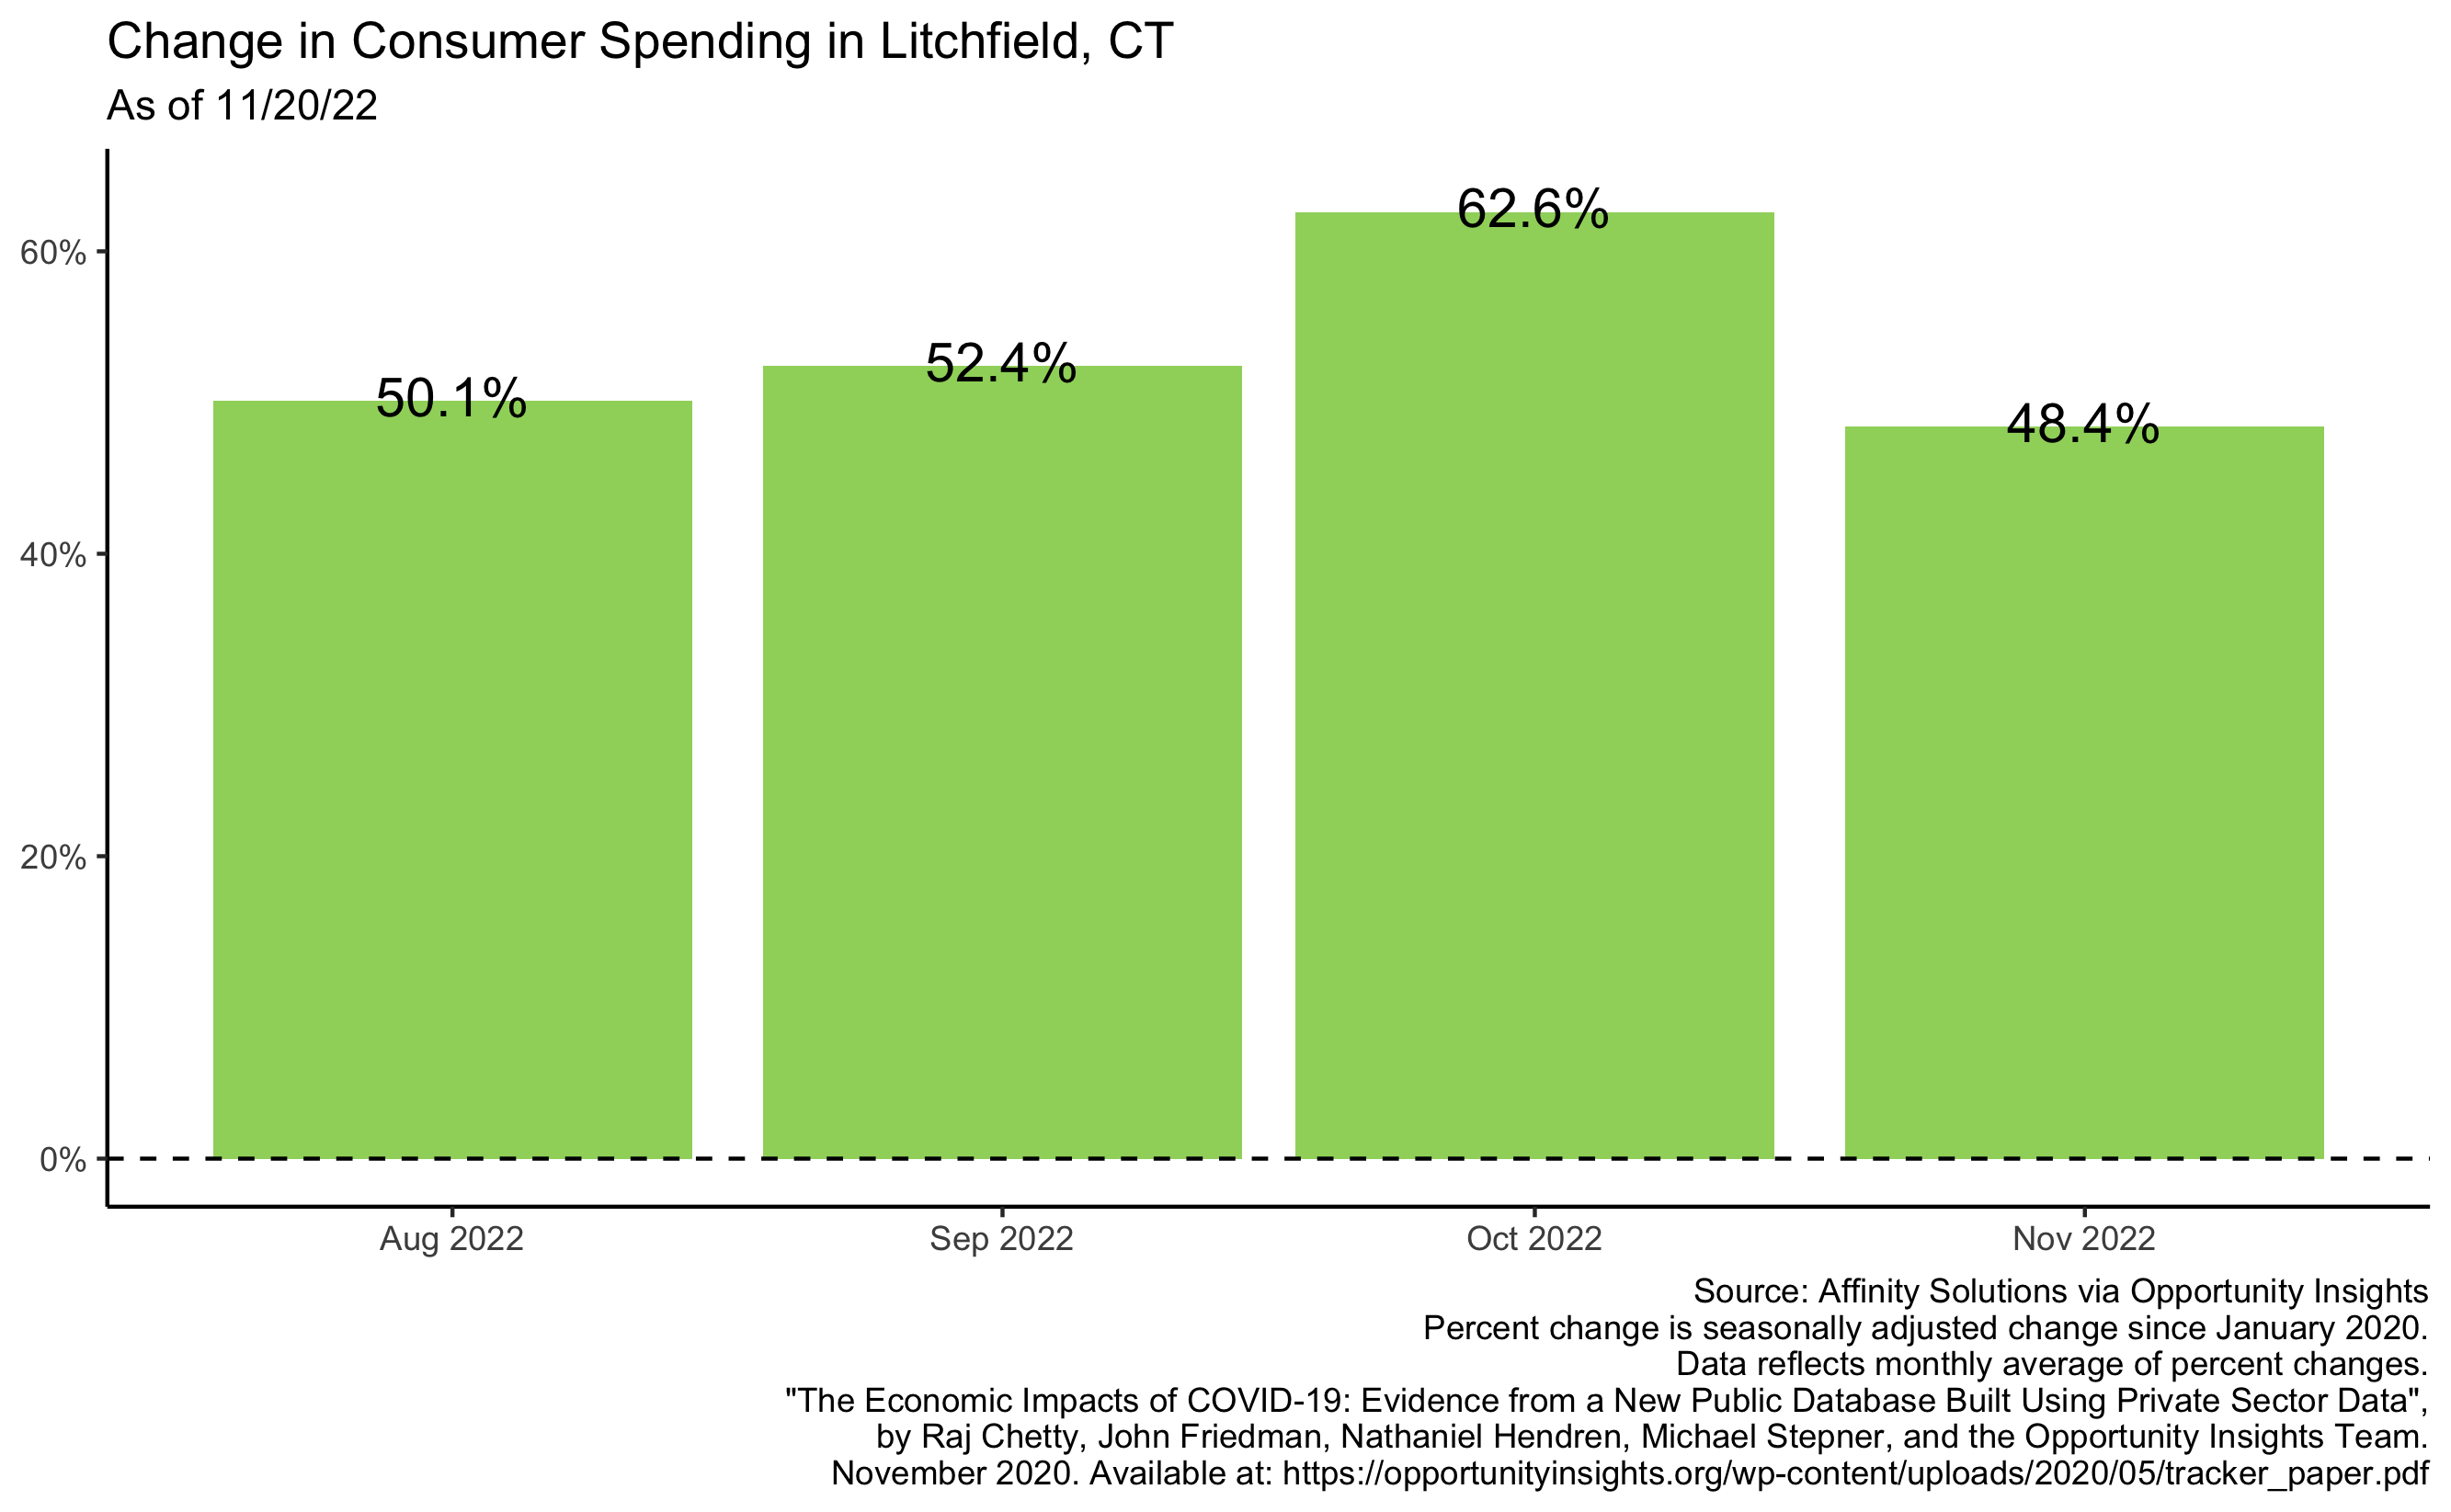 Change in Consumer Spending in Litchfield, CT
As of 11/20/22
60%
40%
20%
0%
50.1%
52.4%
62.6%
48.4%
Aug 2022
Sep 2022
Oct 2022
Nov 2022
Source: Affinity Solutions via Opportunity Insights
Percent change is seasonally adjusted change since January 2020.
Data reflects monthly average of percent changes.
"The Economic Impacts of COVID-19: Evidence from a New Public Database Built Using Private Sector Data",
by Raj Chetty, John Friedman, Nathaniel Hendren, Michael Stepner, and the Opportunity Insights Team.
November 2020. Available at: https://opportunityinsights.org/wp-content/uploads/2020/05/tracker_paper.pdf